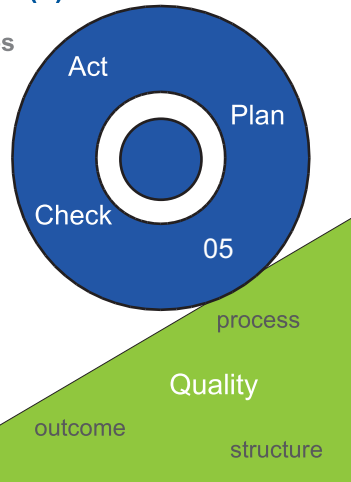 s
Act
Plan
Check
05
process
Quality
outcome
structure